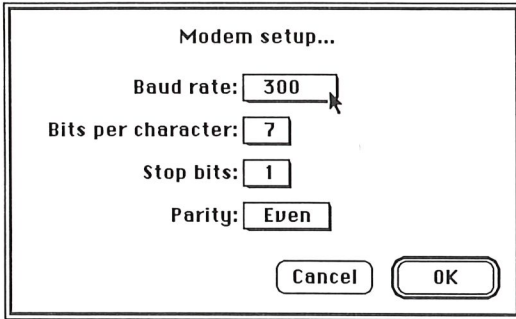 Modem setup...
Baud rate: 300
Bits per character: 7
Stop bits: 1
Parity: Even
Cancel OK